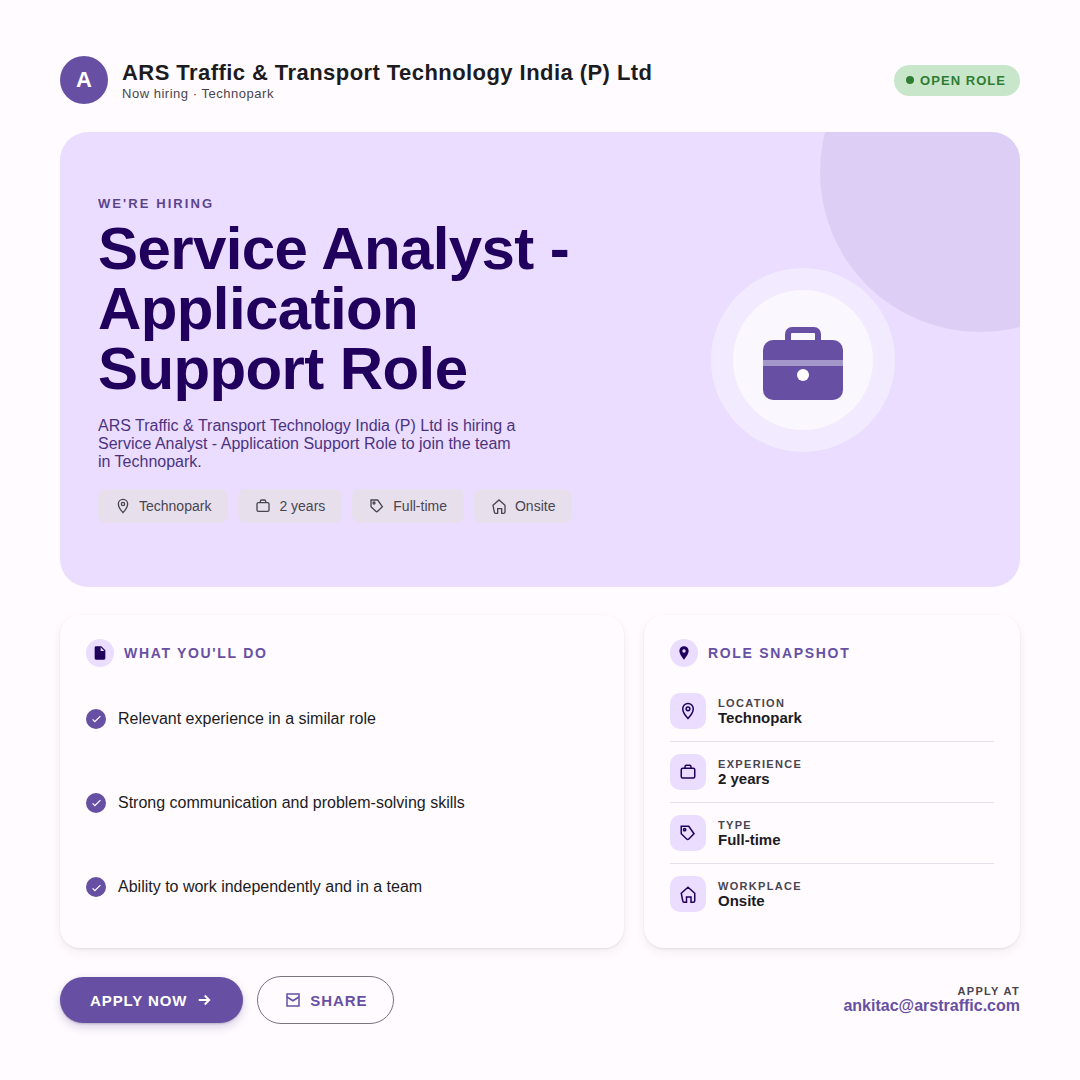 A
ARS Traffic & Transport Technology India (P) Ltd
Now hiring · Technopark
OPEN ROLE
WE'RE HIRING
Service Analyst -
Application
Support Role
ARS Traffic & Transport Technology India (P) Ltd is hiring a
Service Analyst - Application Support Role to join the team
in Technopark.
Technopark
2 years
Full-time
Onsite
WHAT YOU'LL DO
Relevant experience in a similar role
Strong communication and problem-solving skills
Ability to work independently and in a team
ROLE SNAPSHOT
LOCATION
Technopark
EXPERIENCE
2 years
TYPE
Full-time
WORKPLACE
Onsite
APPLY NOW
SHARE
APPLY AT
ankitac@arstraffic.com